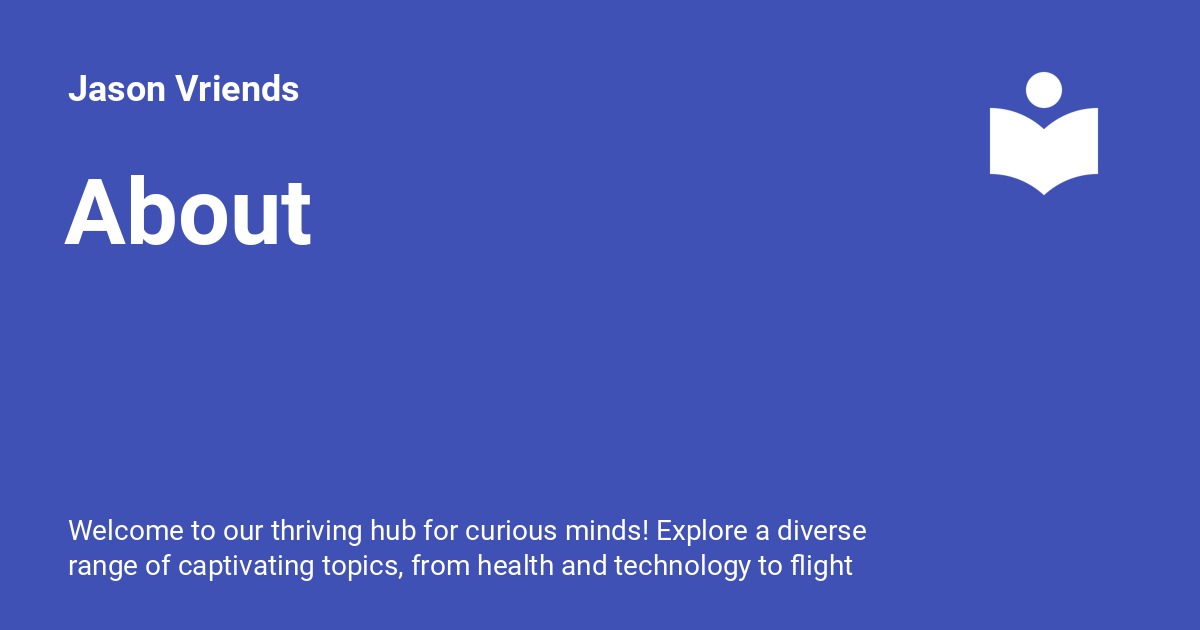 Jason Vriends
About
Welcome to our thriving hub for curious minds! Explore a diverse
range of captivating topics, from health and technology to flight